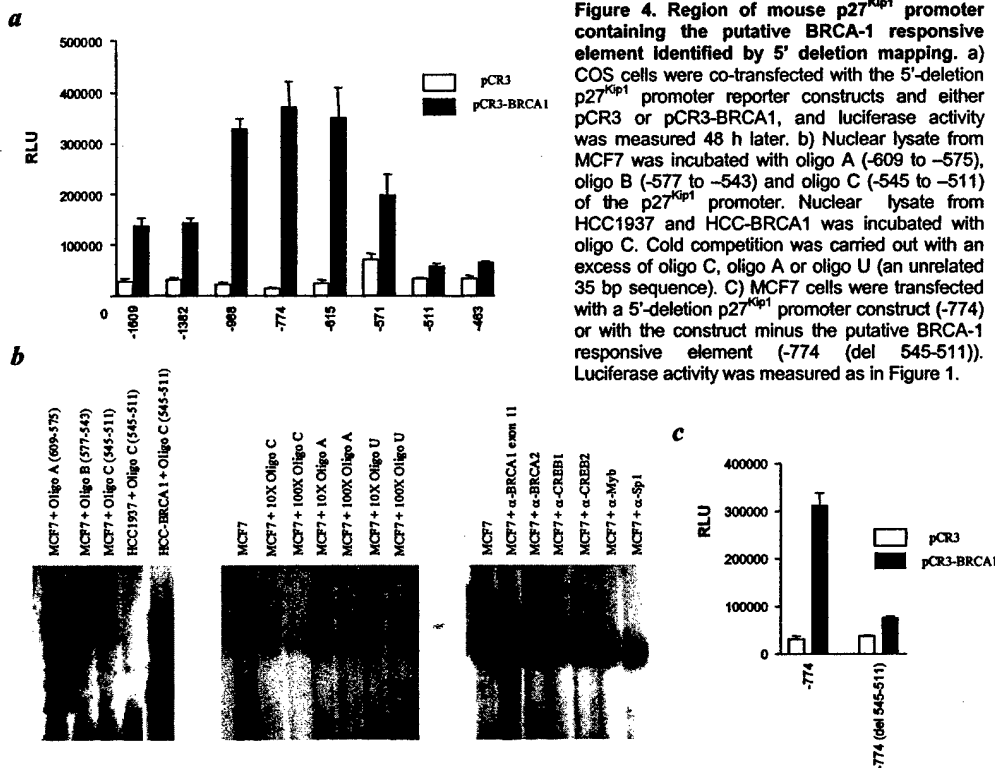 a
500000
400000
300000
200000
100000
0
RLU
pCR3
pCR3-BRCA1
-1609
-1382
-968
-774
-615
-571
-511
-463
Figure 4. Region of mouse p27Kip1 promoter
containing the putative BRCA-1 responsive
element identified by 5' deletion mapping. a)
COS cells were co-transfected with the 5'-deletion
p27Kip1 promoter reporter constructs and either
pCR3 or pCR3-BRCA1, and luciferase activity
was measured 48 h later. b) Nuclear lysate from
MCF7 was incubated with oligo A (-609 to –575),
oligo B (-577 to –543) and oligo C (-545 to –511)
of the p27Kip1 promoter. Nuclear lysate from
HCC1937 and HCC-BRCA1 was incubated with
oligo C. Cold competition was carried out with an
excess of oligo C, oligo A or oligo U (an unrelated
35 bp sequence). C) MCF7 cells were transfected
with a 5'-deletion p27Kip1 promoter construct (-774)
or with the construct minus the putative BRCA-1
responsive element (-774 (del 545-511)).
Luciferase activity was measured as in Figure 1.
b
MCF7 + Oligo A (609-575)
MCF7 + Oligo B (577-543)
MCF7 + Oligo C (545-511)
HCC1937 + Oligo C (545-511)
HCC-BRCA1 + Oligo C (545-511)
MCF7
MCF7 + 10X Oligo C
MCF7 + 100X Oligo C
MCF7 + 10X Oligo A
MCF7 + 100X Oligo A
MCF7 + 10X Oligo U
MCF7 + 100X Oligo U
MCF7
MCF7 + α-BRCA1 exon 11
MCF7 + α-BRCA2
MCF7 + α-CREB1
MCF7 + α-CREB2
MCF7 + α-Myb
MCF7 + α-Sp1
c
400000
300000
200000
100000
0
RLU
pCR3
pCR3-BRCA1
-774
-774 (del 545-511)